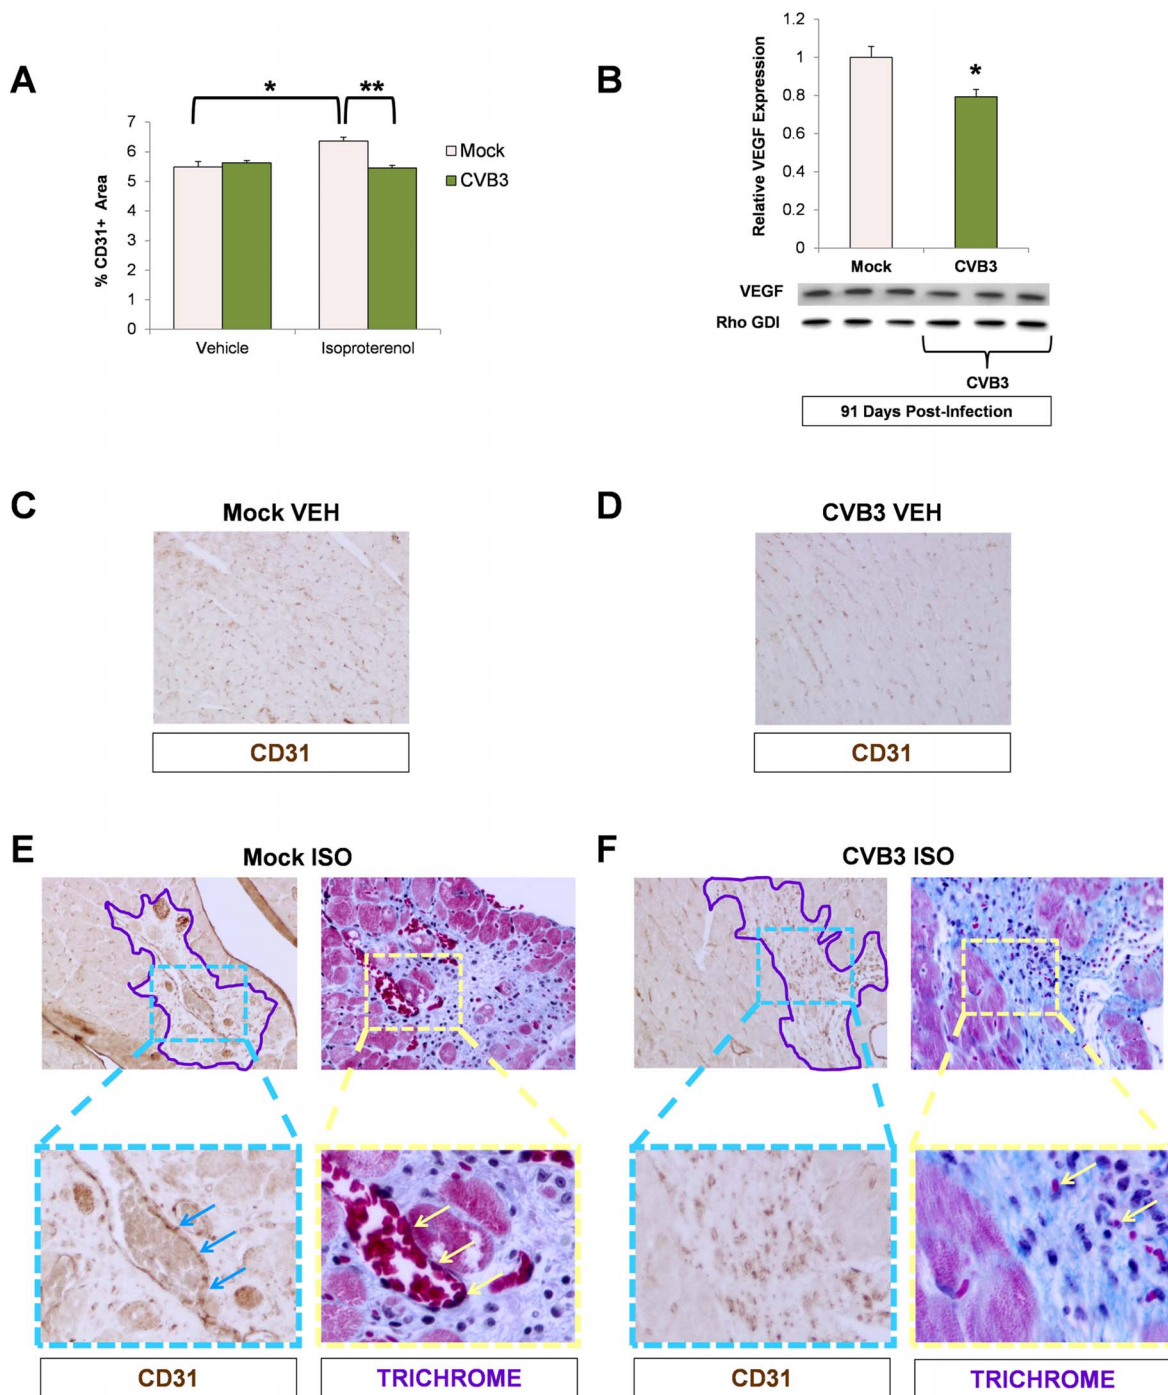 A
*
**
7
6
5
4
3
2
1
0
% CD31+ Area
Vehicle
Isoproterenol
Mock
CVB3
B
1.2
1
0.8
0.6
0.4
0.2
0
Relative VEGF Expression
*
Mock
CVB3
VEGF
Rho GDI
CVB3
91 Days Post-Infection
C
Mock VEH
CD31
D
CVB3 VEH
CD31
E
Mock ISO
CD31
TRICHROME
F
CVB3 ISO
CD31
TRICHROME